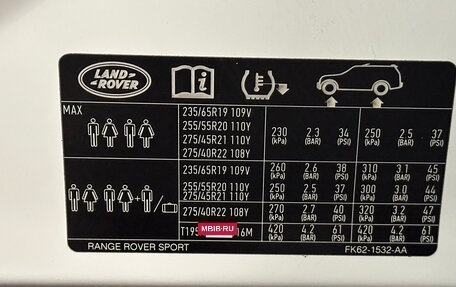 LAND-
ROVER
MAX
235/65R19 109V
255/55R20 110Y
275/45R21 110Y
275/40R22 108Y
230 (kPa) 2.3 (BAR) 34 (PSI) 250 (kPa) 2.5 (BAR) 37 (PSI)
235/65R19 109V 260 (kPa) 2.6 (BAR) 38 (PSI) 310 (kPa) 3.1 (BAR) 45 (PSI)
255/55R20 110Y
275/45R21 110Y
250 (kPa) 2.5 (BAR) 37 (PSI) 300 (kPa) 3.0 (BAR) 44 (PSI)
275/40R22 108Y 270 (kPa) 2.7 (BAR) 40 (PSI) 320 (kPa) 3.2 (BAR) 47 (PSI)
T195 16M 420 (kPa) 4.2 (BAR) 61 (PSI) 420 (kPa) 4.2 (BAR) 61 (PSI)
MBIB.RU
RANGE ROVER SPORT FK62-1532-AA